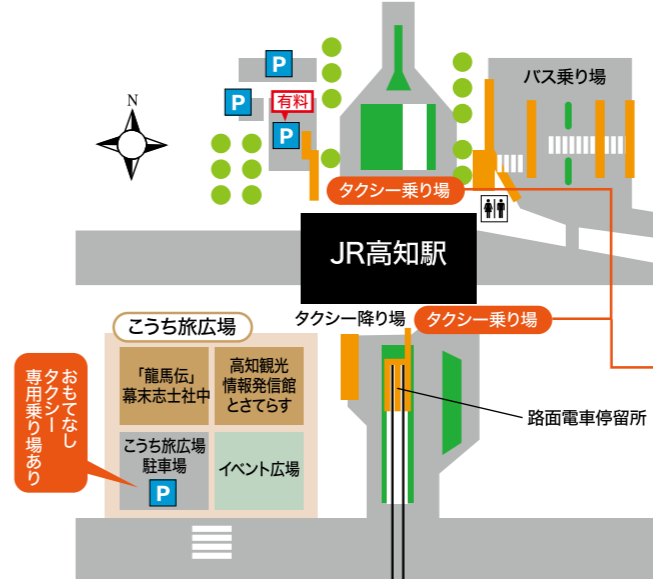 P
バス乗り場
P
有料
P
N
タクシー乗り場
JR高知駅
タクシー降り場
タクシー乗り場
こうち旅広場
「龍馬伝」
幕末志士社中
高知観光
情報発信館
とさてらす
路面電車停留所
おもてなし
タクシー
専用乗り場あり
こうち旅広場
駐車場
P
イベント広場